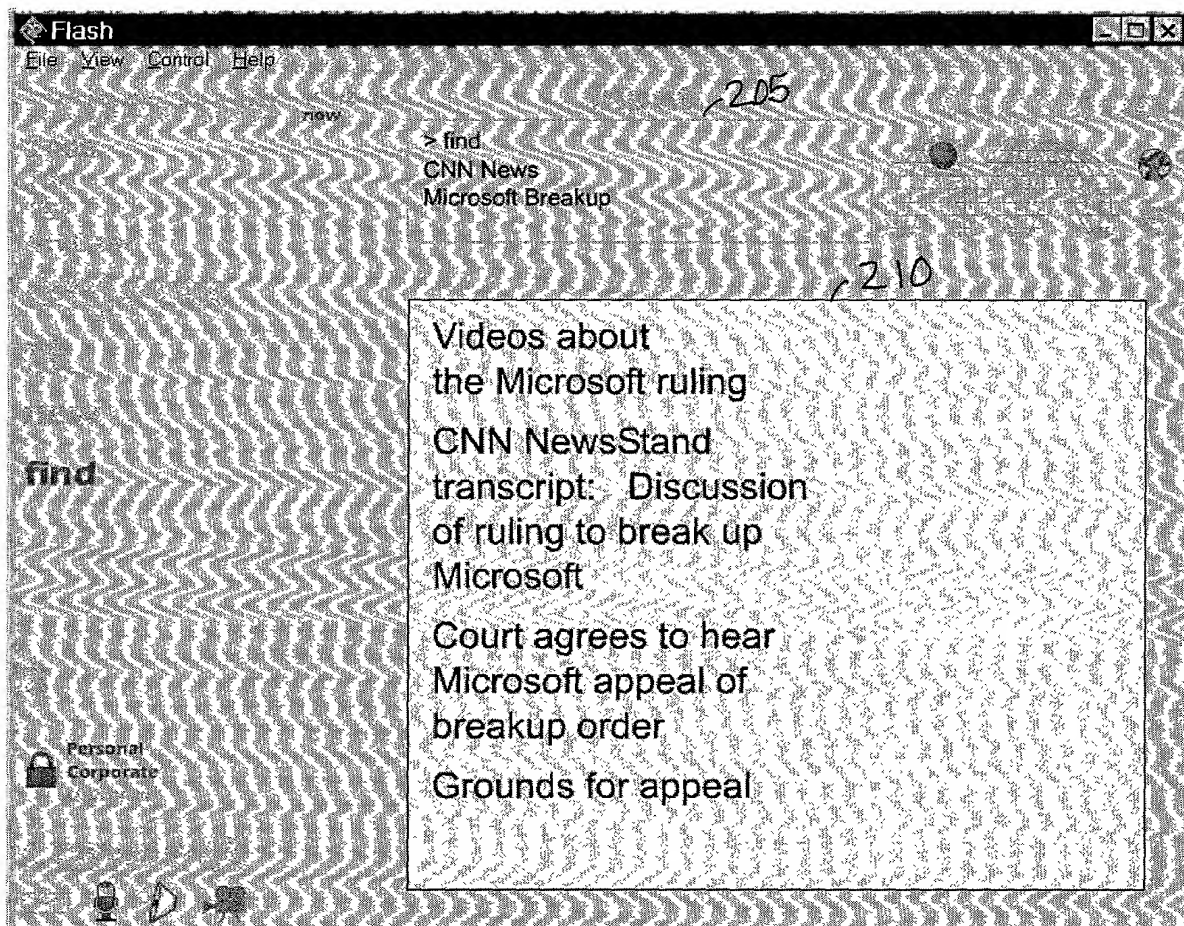 Flash
File View Control Help
now
205
> find
CNN News
Microsoft Breakup
210
Videos about
the Microsoft ruling
CNN NewsStand
transcript: Discussion
of ruling to break up
Microsoft
Court agrees to hear
Microsoft appeal of
breakup order
Grounds for appeal
find
Personal
Corporate